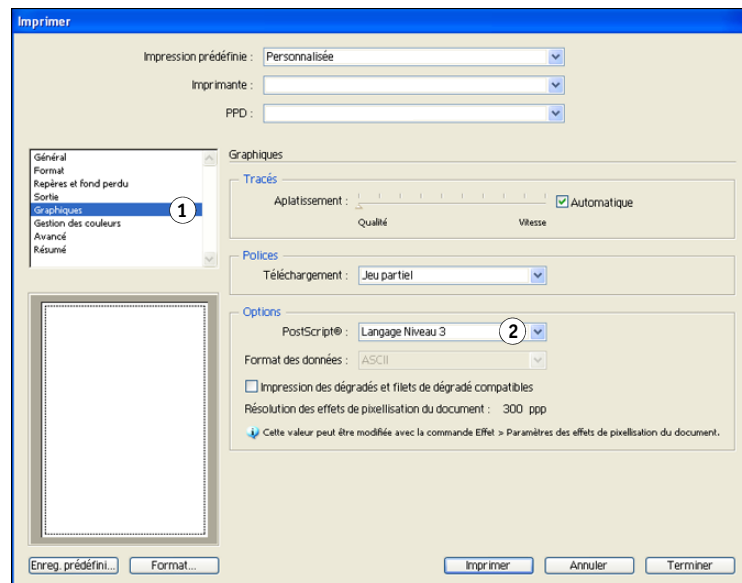 Imprimer
Impression prédéfinie : Personnalisée
Imprimante :
PPD :
Général
Format
Repères et fond perdu
Sortie
Graphiques 1
Gestion des couleurs
Avancé
Résumé
Graphiques
Tracés
Aplatissement : Automatique
Qualité Vitesse
Polices
Téléchargement : Jeu partiel
Options
PostScript® : Langage Niveau 3 2
Format des données : ASCII
Impression des dégradés et filets de dégradé compatibles
Résolution des effets de pixellisation du document : 300 ppp
Cette valeur peut être modifiée avec la commande Effet > Paramètres des effets de pixellisation du document.
Enreg. prédéfini... Format... Imprimer Annuler Terminer